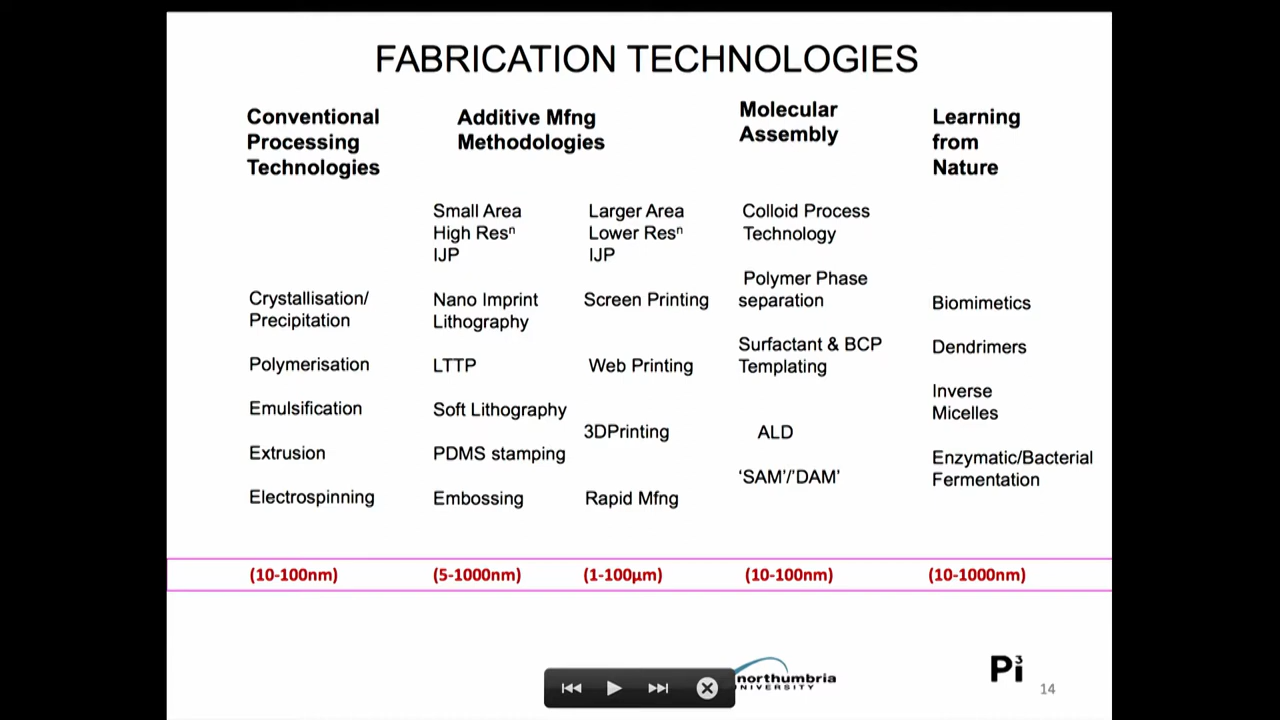 FABRICATION TECHNOLOGIES
Conventional
Processing
Technologies
Additive Mfng
Methodologies
Molecular
Assembly
Learning
from
Nature
Small Area
High Resⁿ
IJP
Larger Area
Lower Resⁿ
IJP
Colloid Process
Technology
Crystallisation/
Precipitation
Polymerisation
Emulsification
Extrusion
Electrospinning
Nano Imprint
Lithography
LTTP
Soft Lithography
PDMS stamping
Embossing
Screen Printing
Web Printing
3DPrinting
Rapid Mfng
Polymer Phase
separation
Surfactant & BCP
Templating
ALD
‘SAM’/’DAM’
Biomimetics
Dendrimers
Inverse
Micelles
Enzymatic/Bacterial
Fermentation
(10-100nm)
(5-1000nm)
(1-100µm)
(10-100nm)
(10-1000nm)
northumbria
UNIVERSITY
Pi³
14